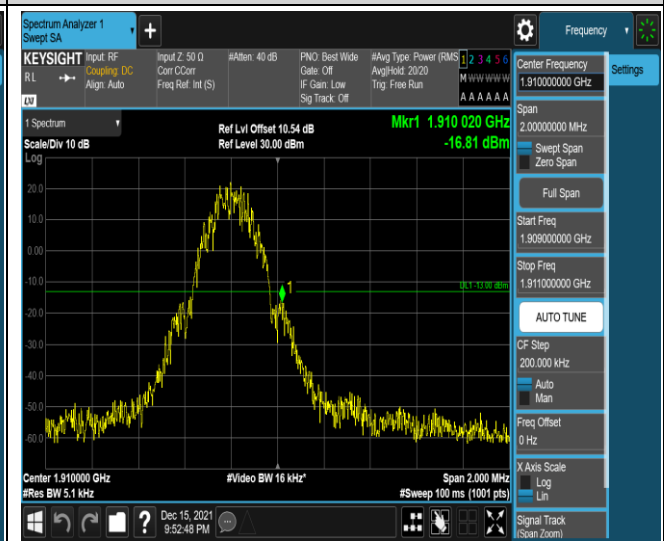 Spectrum Analyzer 1
Swept SA
+
Frequency
KEYSIGHT
RL
LXI
Input: RF
Coupling: DC
Align: Auto
Input Z: 50 Ω
Corr CCorr
Freq Ref: Int (S)
#Atten: 40 dB
PNO: Best Wide
Gate: Off
IF Gain: Low
Sig Track: Off
#Avg Type: Power (RMS
Avg|Hold: 20/20
Trig: Free Run
1 2 3 4 5 6
M W W W W W
A A A A A A
1 Spectrum
Scale/Div 10 dB
Log
Ref Lvl Offset 10.54 dB
Ref Level 30.00 dBm
Mkr1 1.910 020 GHz
-16.81 dBm
20.0
10.0
0.00
-10.0
-20.0
-30.0
-40.0
-50.0
-60.0
1
DL1 -13.00 dBm
Center 1.910000 GHz
#Res BW 5.1 kHz
#Video BW 16 kHz*
Span 2.000 MHz
#Sweep 100 ms (1001 pts)
?
Dec 15, 2021
9:52:48 PM
Center Frequency
1.910000000 GHz
Settings
Span
2.00000000 MHz
Swept Span
Zero Span
Full Span
Start Freq
1.909000000 GHz
Stop Freq
1.911000000 GHz
AUTO TUNE
CF Step
200.000 kHz
Auto
Man
Freq Offset
0 Hz
X Axis Scale
Log
Lin
Signal Track
(Span Zoom)